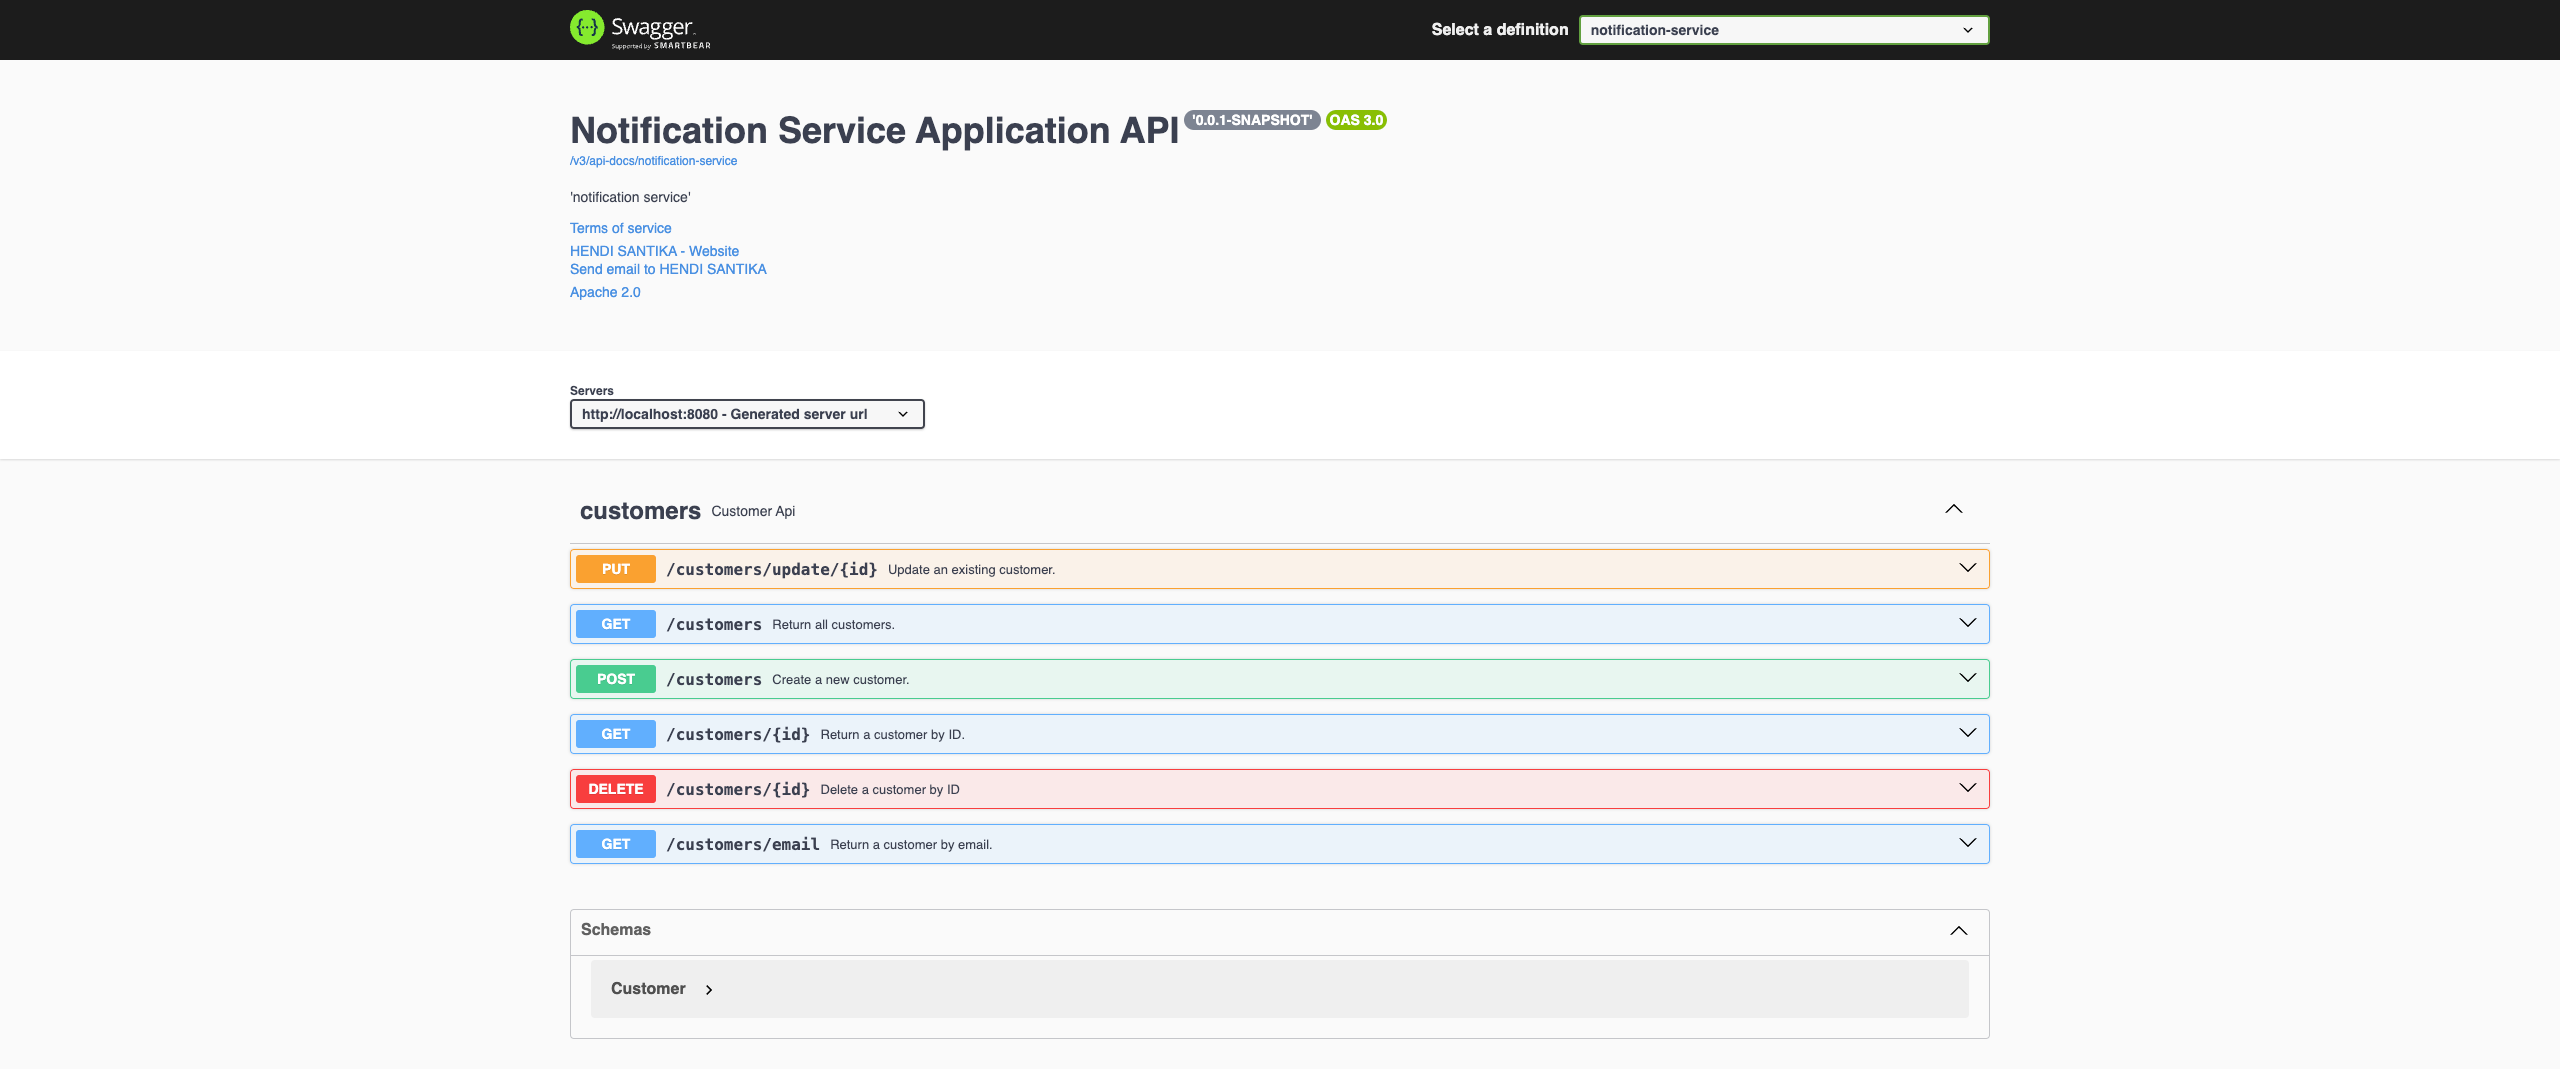 Swagger
Supported by SMARTBEAR
Select a definition
notification-service
Notification Service Application API '0.0.1-SNAPSHOT' OAS 3.0
/v3/api-docs/notification-service
'notification service'
Terms of service
HENDI SANTIKA - Website
Send email to HENDI SANTIKA
Apache 2.0
Servers
http://localhost:8080 - Generated server url
customers Customer Api
PUT /customers/update/{id} Update an existing customer.
GET /customers Return all customers.
POST /customers Create a new customer.
GET /customers/{id} Return a customer by ID.
DELETE /customers/{id} Delete a customer by ID
GET /customers/email Return a customer by email.
Schemas
Customer